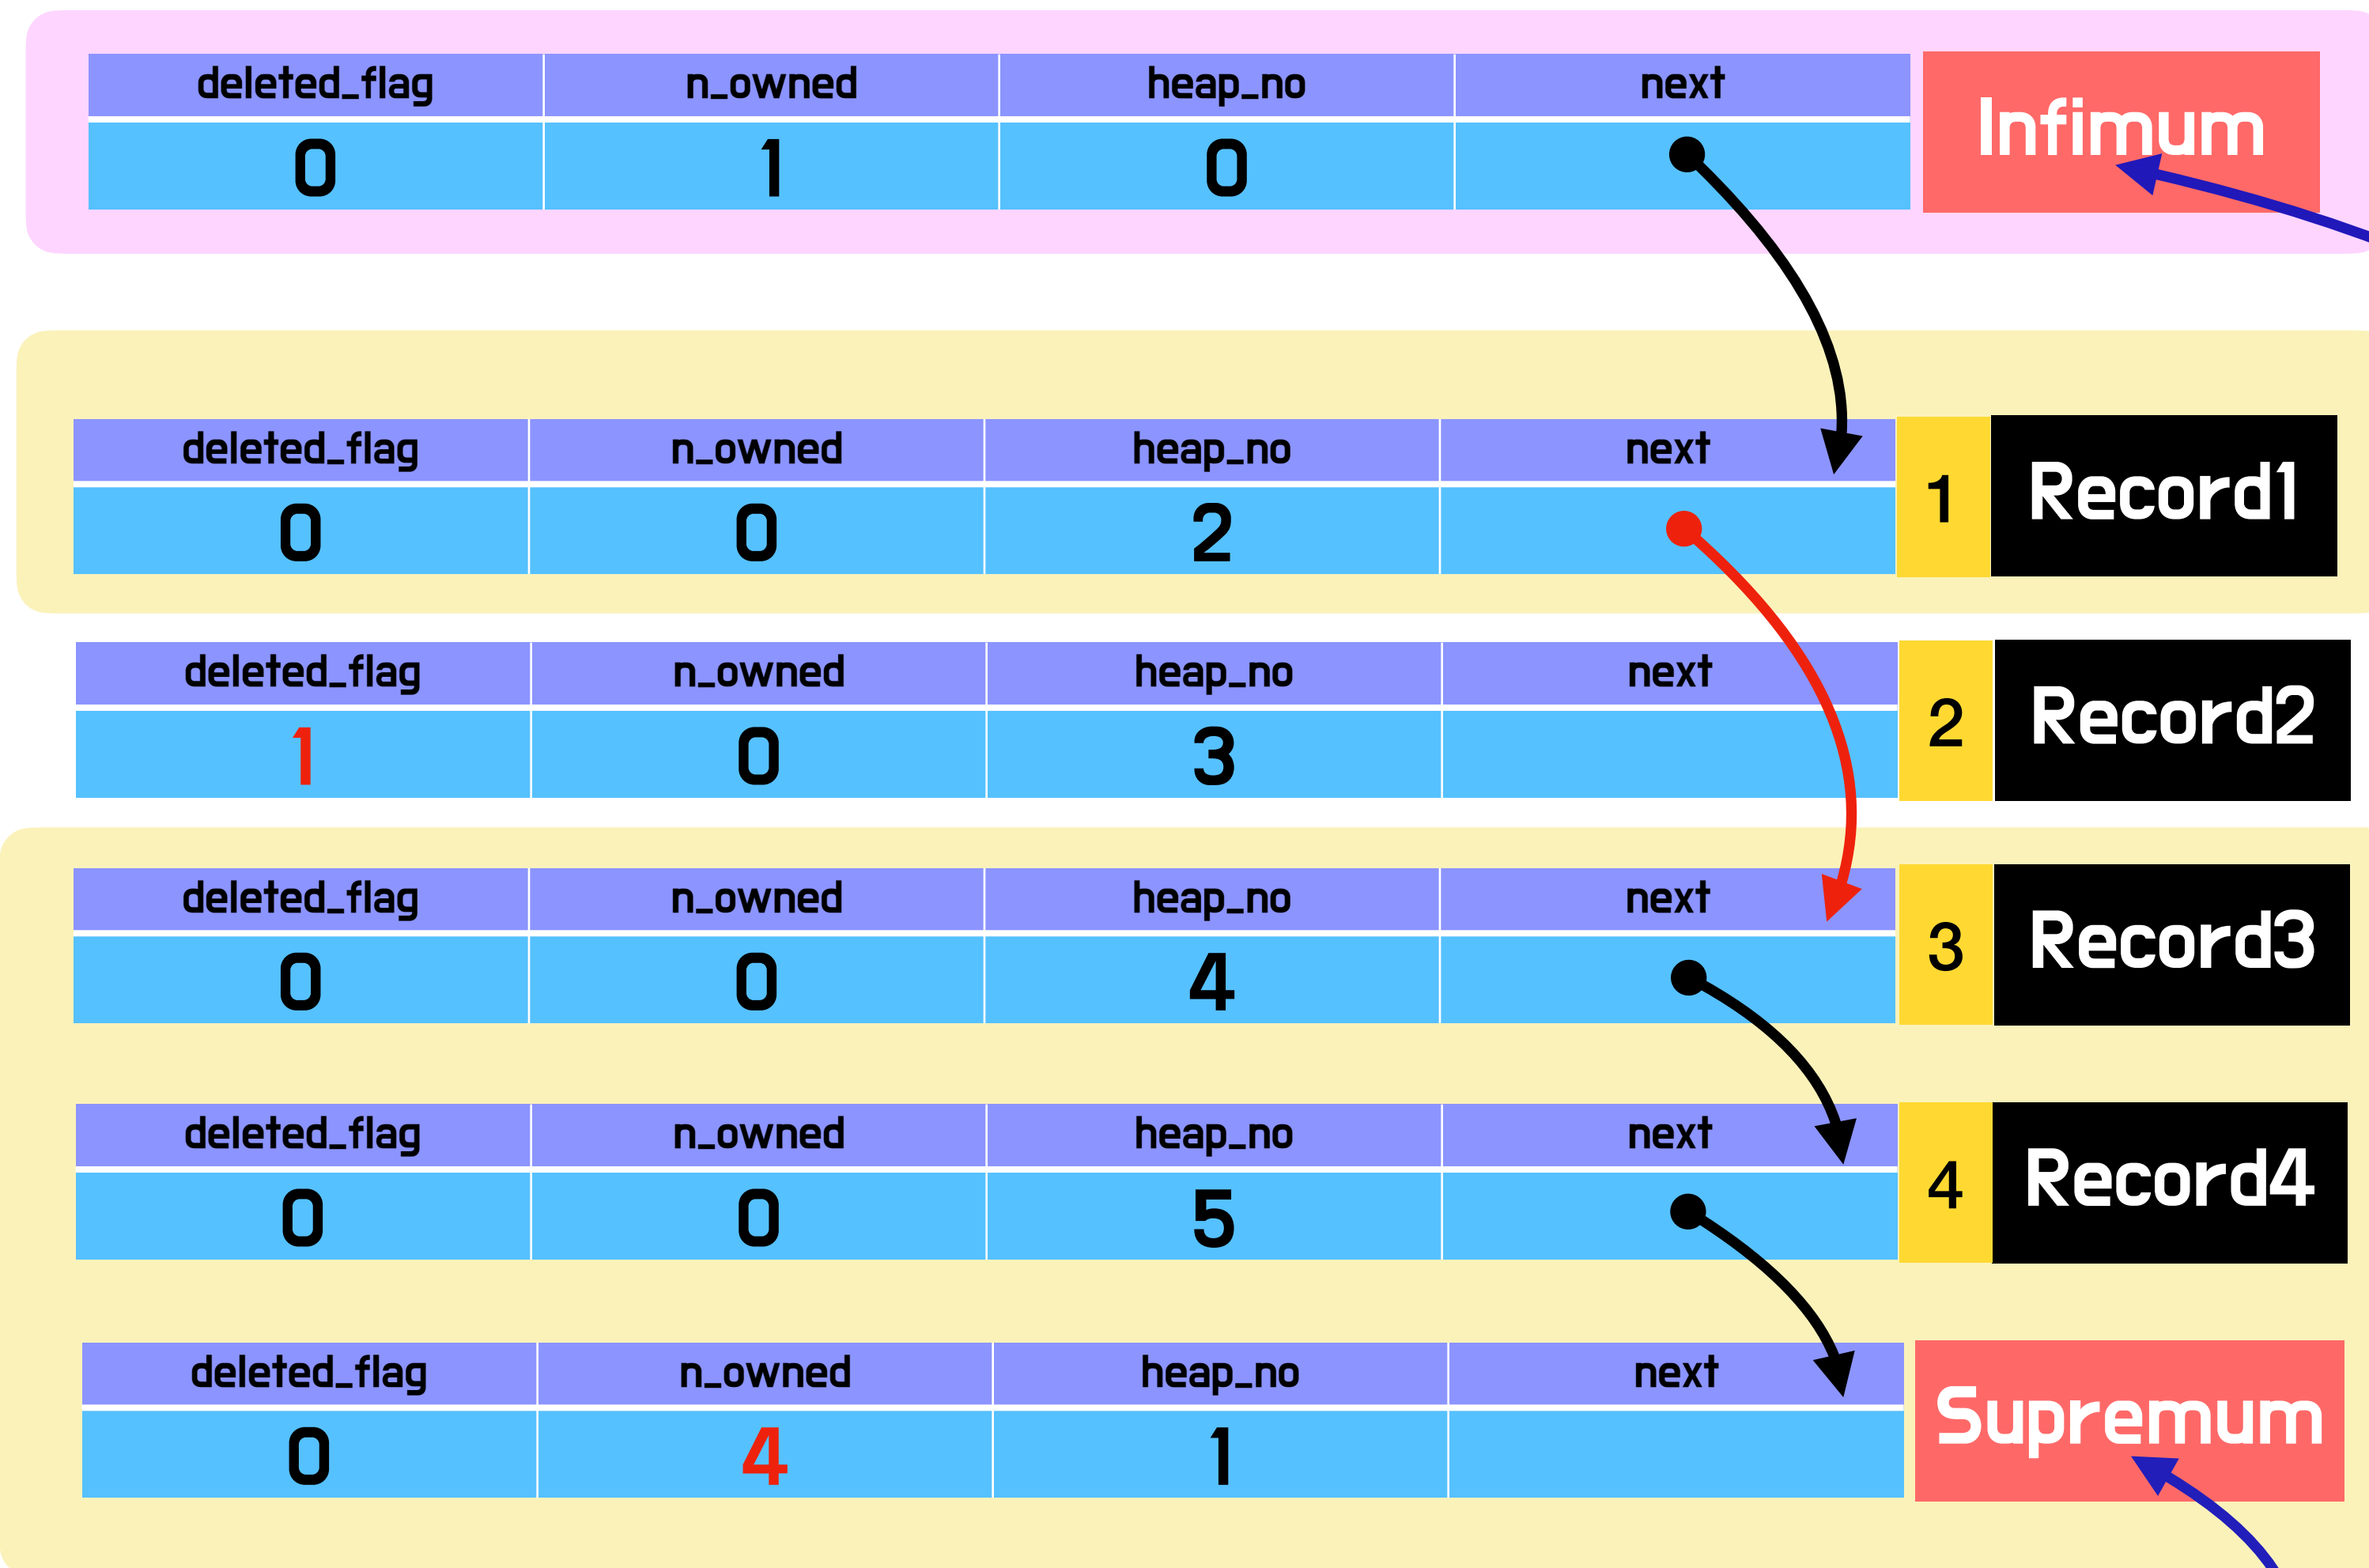 deleted_flag n_owned heap_no next Infimum
0 1 0
deleted_flag n_owned heap_no next 1 Record1
0 0 2
deleted_flag n_owned heap_no next 2 Record2
1 0 3
deleted_flag n_owned heap_no next 3 Record3
0 0 4
deleted_flag n_owned heap_no next 4 Record4
0 0 5
deleted_flag n_owned heap_no next Supremum
0 4 1